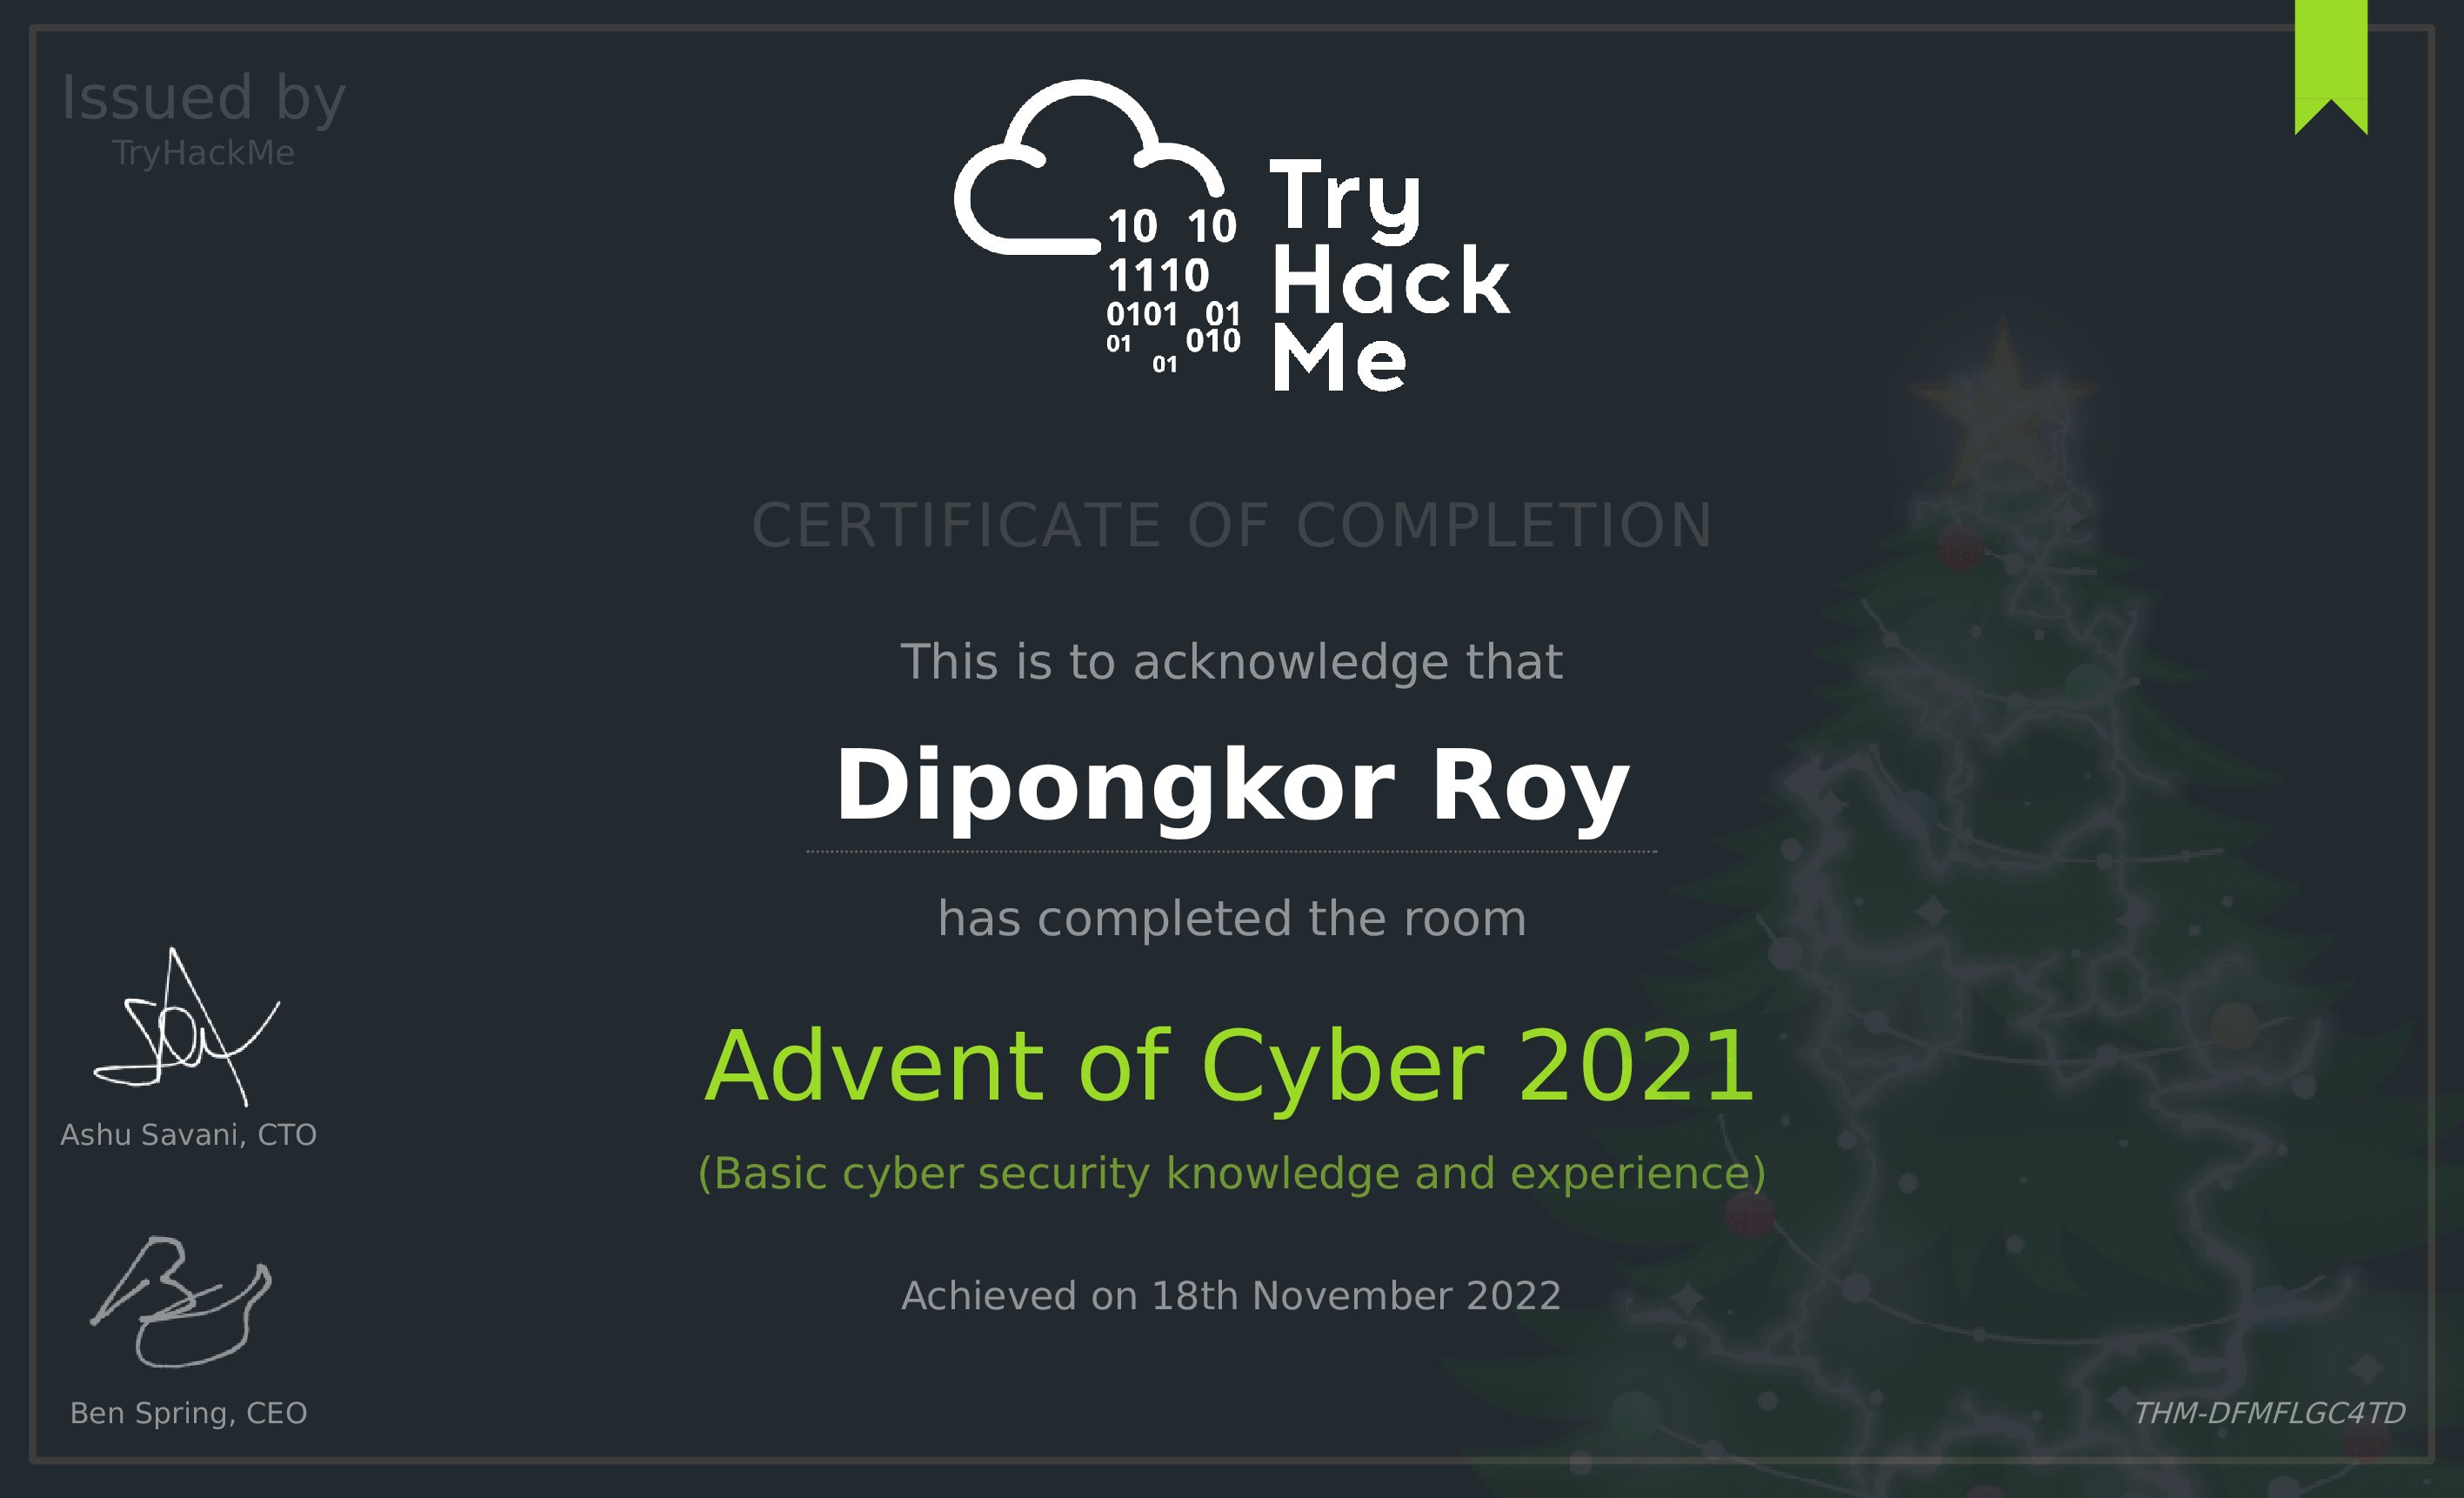 Issued by
TryHackMe
10 10
1110
0101 01
01 010
01
Try
Hack
Me
CERTIFICATE OF COMPLETION
This is to acknowledge that
Dipongkor Roy
has completed the room
Advent of Cyber 2021
(Basic cyber security knowledge and experience)
Achieved on 18th November 2022
Ashu Savani, CTO
Ben Spring, CEO
THM-DFMFLGC4TD